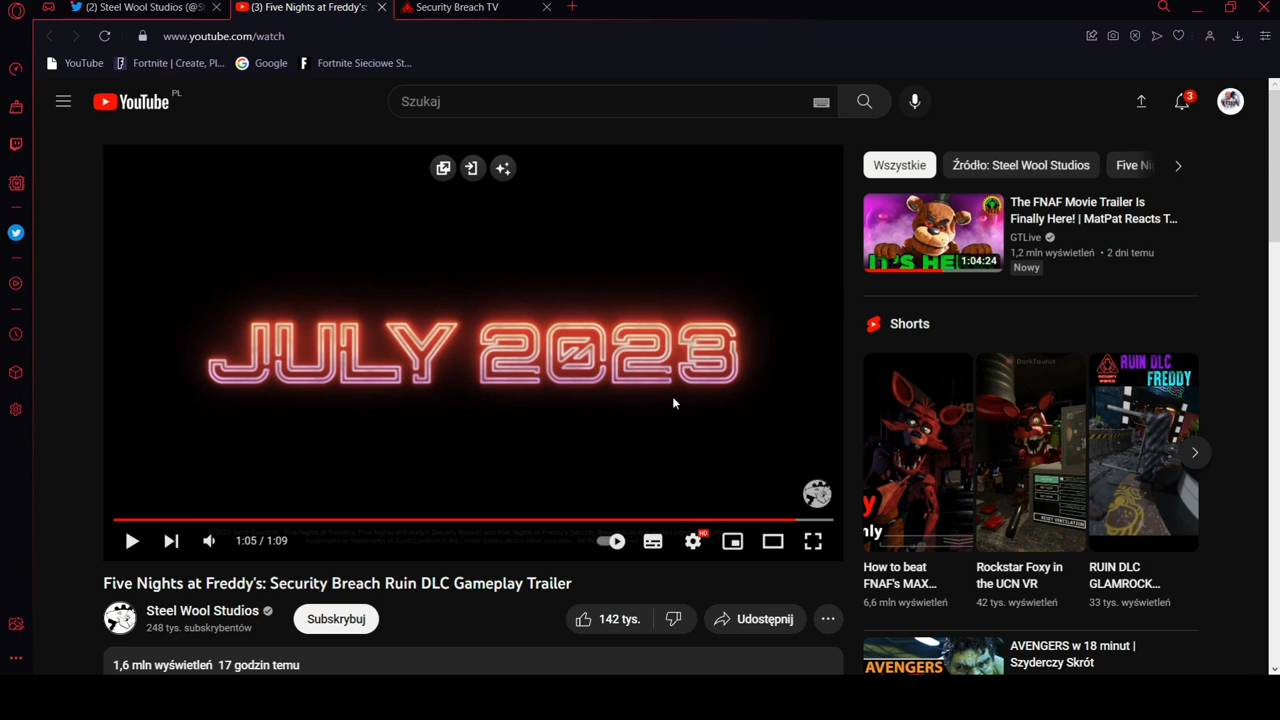 (2) Steel Wool Studios (@S
(3) Five Nights at Freddy's:
Security Breach TV
www.youtube.com/watch
YouTube
Fortnite | Create, Pl...
Google
Fortnite Sieciowe St...
YouTube PL
Szukaj
3
JULY 2023
1:05 / 1:09
HD
Five Nights at Freddy's: Security Breach Ruin DLC Gameplay Trailer
Steel Wool Studios
248 tys. subskrybentów
Subskrybuj
142 tys.
Udostępnij
1,6 mln wyświetleń 17 godzin temu
Wszystkie
Źródło: Steel Wool Studios
Five Ni
IT'S HE
1:04:24
The FNAF Movie Trailer Is
Finally Here! | MatPat Reacts T...
GTLive
1,2 mln wyświetleń • 2 dni temu
Nowy
Shorts
DarkTaurus
RUIN DLC
FREDDY
nly
RESET VENTILATION
How to beat
FNAF's MAX...
6,6 mln wyświetleń
Rockstar Foxy in
the UCN VR
42 tys. wyświetleń
RUIN DLC
GLAMROCK...
33 tys. wyświetleń
AVENGERS
AVENGERS w 18 minut |
Szyderczy Skrót